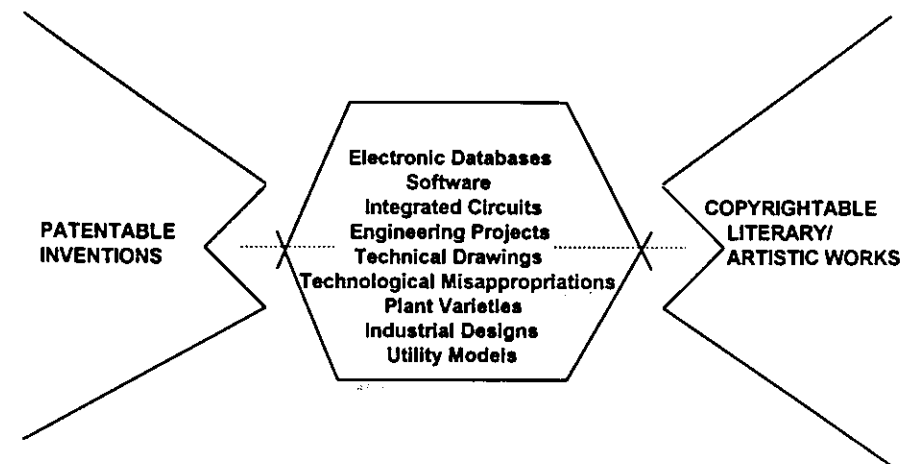 Electronic Databases
Software
Integrated Circuits
Engineering Projects
Technical Drawings
Technological Misappropriations
Plant Varieties
Industrial Designs
Utility Models
PATENTABLE
INVENTIONS
COPYRIGHTABLE
LITERARY/
ARTISTIC WORKS